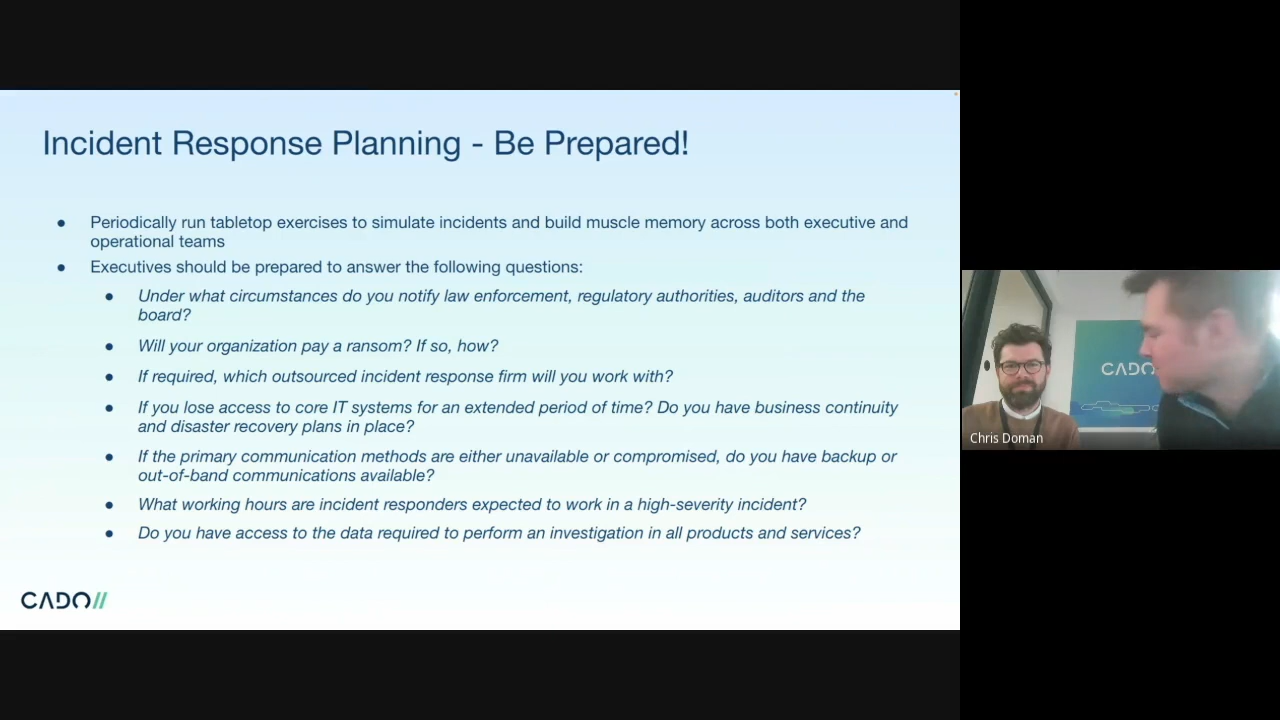 Incident Response Planning - Be Prepared!
● Periodically run tabletop exercises to simulate incidents and build muscle memory across both executive and
operational teams
● Executives should be prepared to answer the following questions:
● Under what circumstances do you notify law enforcement, regulatory authorities, auditors and the
board?
● Will your organization pay a ransom? If so, how?
● If required, which outsourced incident response firm will you work with?
● If you lose access to core IT systems for an extended period of time? Do you have business continuity
and disaster recovery plans in place?
● If the primary communication methods are either unavailable or compromised, do you have backup or
out-of-band communications available?
● What working hours are incident responders expected to work in a high-severity incident?
● Do you have access to the data required to perform an investigation in all products and services?
CADO//
CADO
Chris Doman